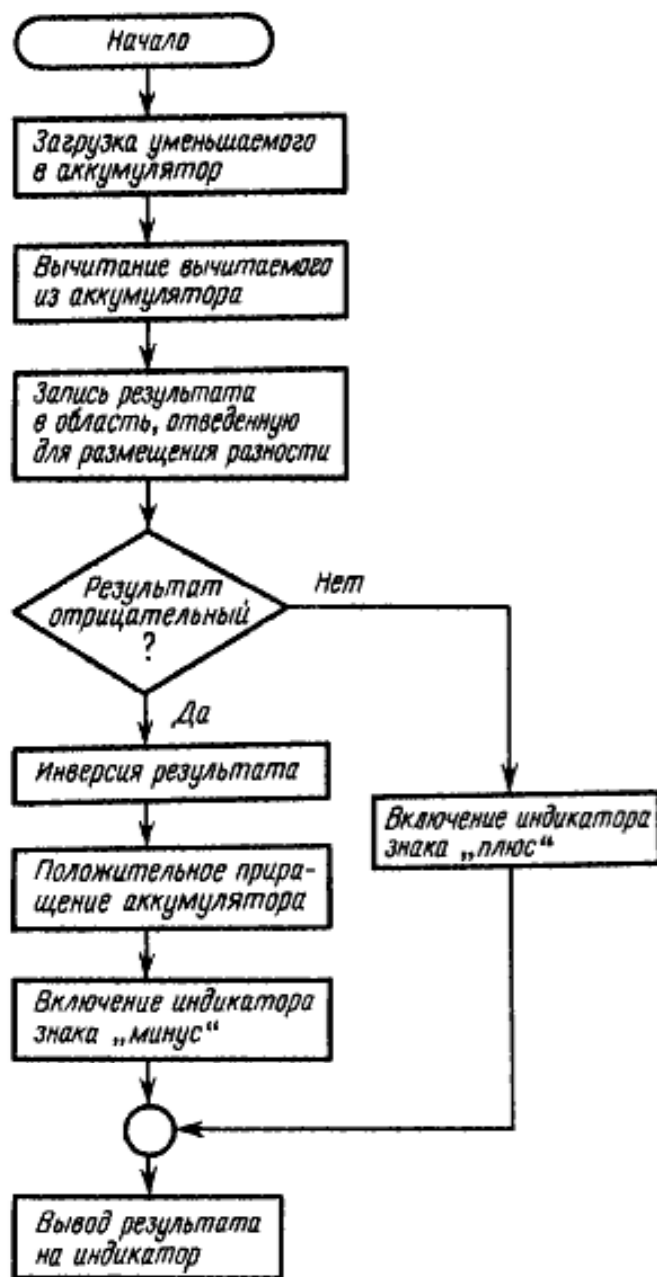 Начало
Загрузка уменьшаемого
в аккумулятор
Вычитание вычитаемого
из аккумулятора
Запись результата
в область, отведенную
для размещения разности
Результат
отрицательный
?
Нет
Да
Инверсия результата
Включение индикатора
знака „плюс“
Положительное прира-
щение аккумулятора
Включение индикатора
знака „минус“
Вывод результата
на индикатор